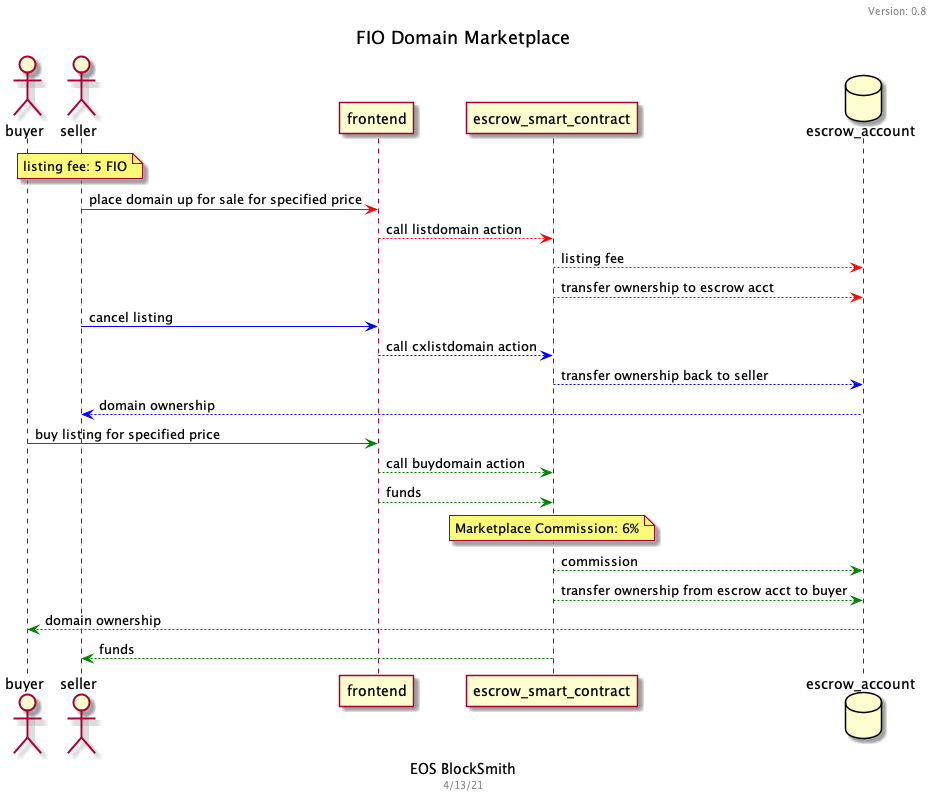 Version: 0.8
FIO Domain Marketplace
buyer
seller
frontend
escrow_smart_contract
escrow_account
listing fee: 5 FIO
place domain up for sale for specified price
call listdomain action
listing fee
transfer ownership to escrow acct
cancel listing
call cxlistdomain action
transfer ownership back to seller
domain ownership
buy listing for specified price
call buydomain action
funds
Marketplace Commission: 6%
commission
transfer ownership from escrow acct to buyer
domain ownership
funds
buyer
seller
frontend
escrow_smart_contract
escrow_account
EOS BlockSmith
4/13/21